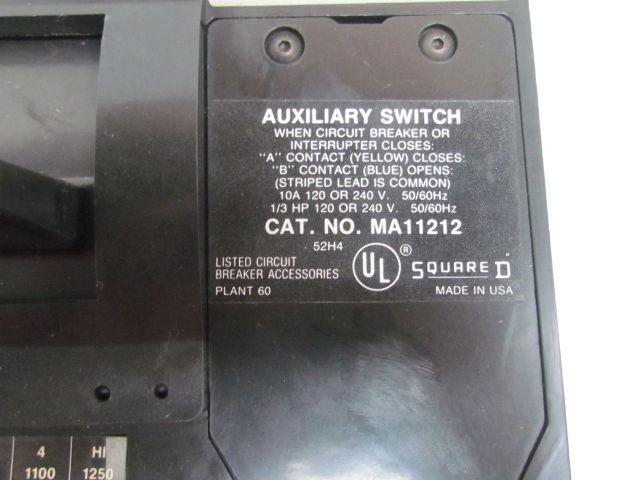 AUXILIARY SWITCH
WHEN CIRCUIT BREAKER OR
INTERRUPTER CLOSES:
"A" CONTACT (YELLOW) CLOSES:
"B" CONTACT (BLUE) OPENS:
(STRIPED LEAD IS COMMON)
10A 120 OR 240 V. 50/60Hz
1/3 HP 120 OR 240 V. 50/60Hz
CAT. NO. MA11212
52H4
LISTED CIRCUIT
BREAKER ACCESSORIES
UL ®
SQUARE D
PLANT 60
MADE IN USA
4 HI
1100 1250